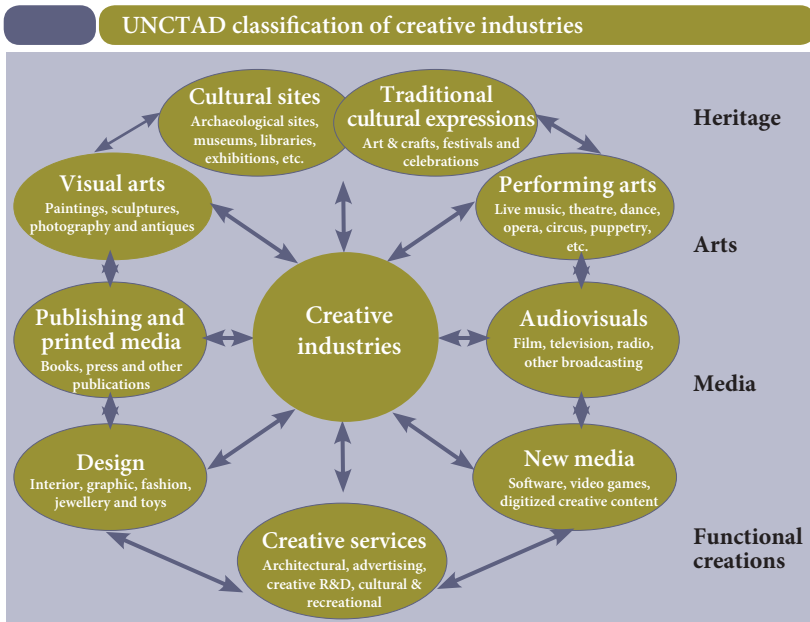 UNCTAD classification of creative industries
Cultural sites
Archaeological sites,
museums, libraries,
exhibitions, etc.
Traditional
cultural expressions
Art & crafts, festivals and
celebrations
Heritage
Visual arts
Paintings, sculptures,
photography and antiques
Performing arts
Live music, theatre, dance,
opera, circus, puppetry,
etc.
Arts
Creative
industries
Publishing and
printed media
Books, press and other
publications
Audiovisuals
Film, television, radio,
other broadcasting
Media
Design
Interior, graphic, fashion,
jewellery and toys
New media
Software, video games,
digitized creative content
Creative services
Architectural, advertising,
creative R&D, cultural &
recreational
Functional
creations